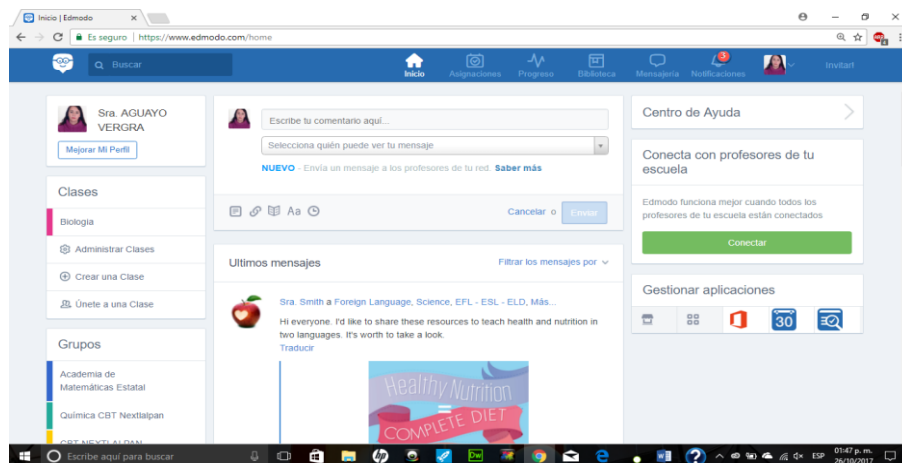 Inicio | Edmodo
Es seguro | https://www.edmodo.com/home
Buscar
Inicio
Asignaciones
Progreso
Biblioteca
Mensajería
3
Notificaciones
Invitar!
Sra. AGUAYO
VERGRA
Mejorar Mi Perfil
Clases
Biologia
Administrar Clases
Crear una Clase
Únete a una Clase
Grupos
Academia de
Matemáticas Estatal
Química CBT Nextlalpan
CBT NEXTLALPAN
Escribe tu comentario aquí...
Selecciona quién puede ver tu mensaje
NUEVO - Envía un mensaje a los profesores de tu red. Saber más
Aa
Cancelar o Enviar
Ultimos mensajes
Filtrar los mensajes por
Sra. Smith a Foreign Language, Science, EFL - ESL - ELD, Más...
Hi everyone. I'd like to share these resources to teach health and nutrition in
two languages. It's worth to take a look.
Traducir
Healthy Nutrition
=
COMPLETE DIET
Centro de Ayuda
Conecta con profesores de tu
escuela
Edmodo funciona mejor cuando todos los
profesores de tu escuela están conectados
Conectar
Gestionar aplicaciones
30
Escribe aquí para buscar
hp
Dw
ESP
01:47 p. m.
26/10/2017